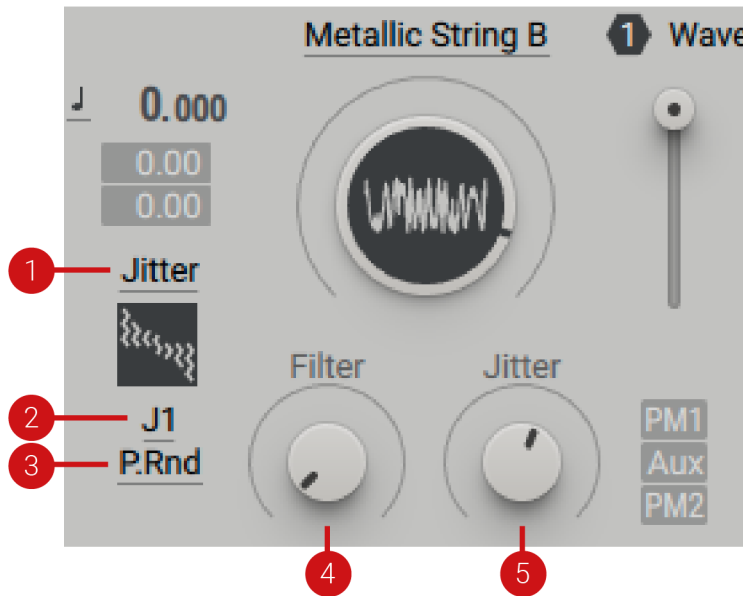 Metallic String B
1 Wave
0.000
0.00
0.00
1 Jitter
Filter
Jitter
2 J1
3 P.Rnd
PM1
Aux
PM2
4
5